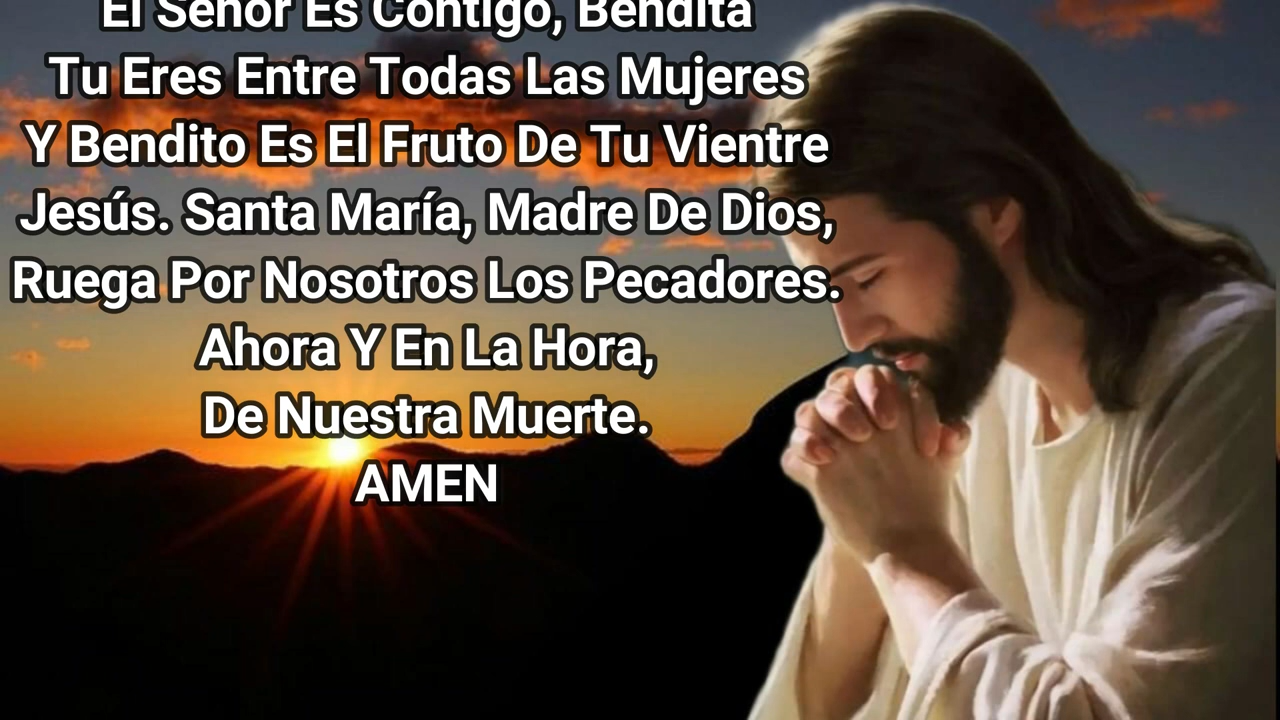 El Señor Es Contigo, Bendita
Tu Eres Entre Todas Las Mujeres
Y Bendito Es El Fruto De Tu Vientre
Jesús. Santa María, Madre De Dios,
Ruega Por Nosotros Los Pecadores.
Ahora Y En La Hora,
De Nuestra Muerte.
AMEN